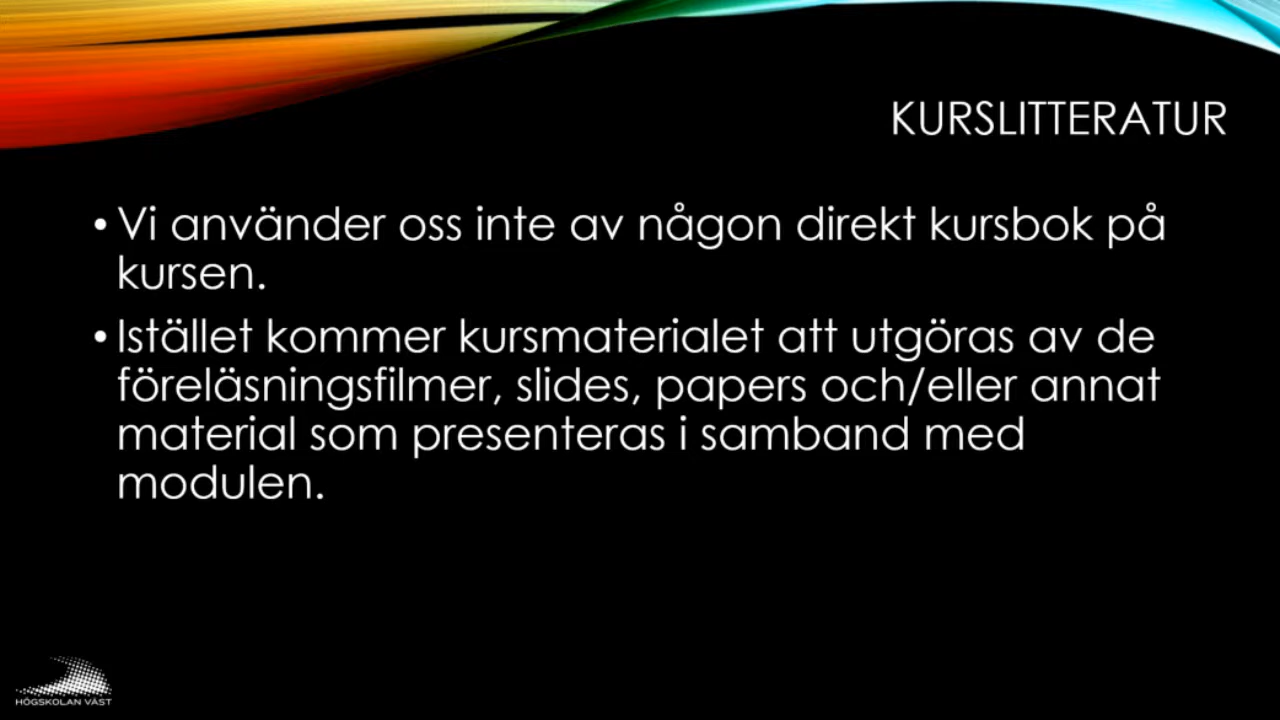 KURSLITTERATUR
• Vi använder oss inte av någon direkt kursbok på
kursen.
• Istället kommer kursmaterialet att utgöras av de
föreläsningsfilmer, slides, papers och/eller annat
material som presenteras i samband med
modulen.
HÖGSKOLAN VÄST